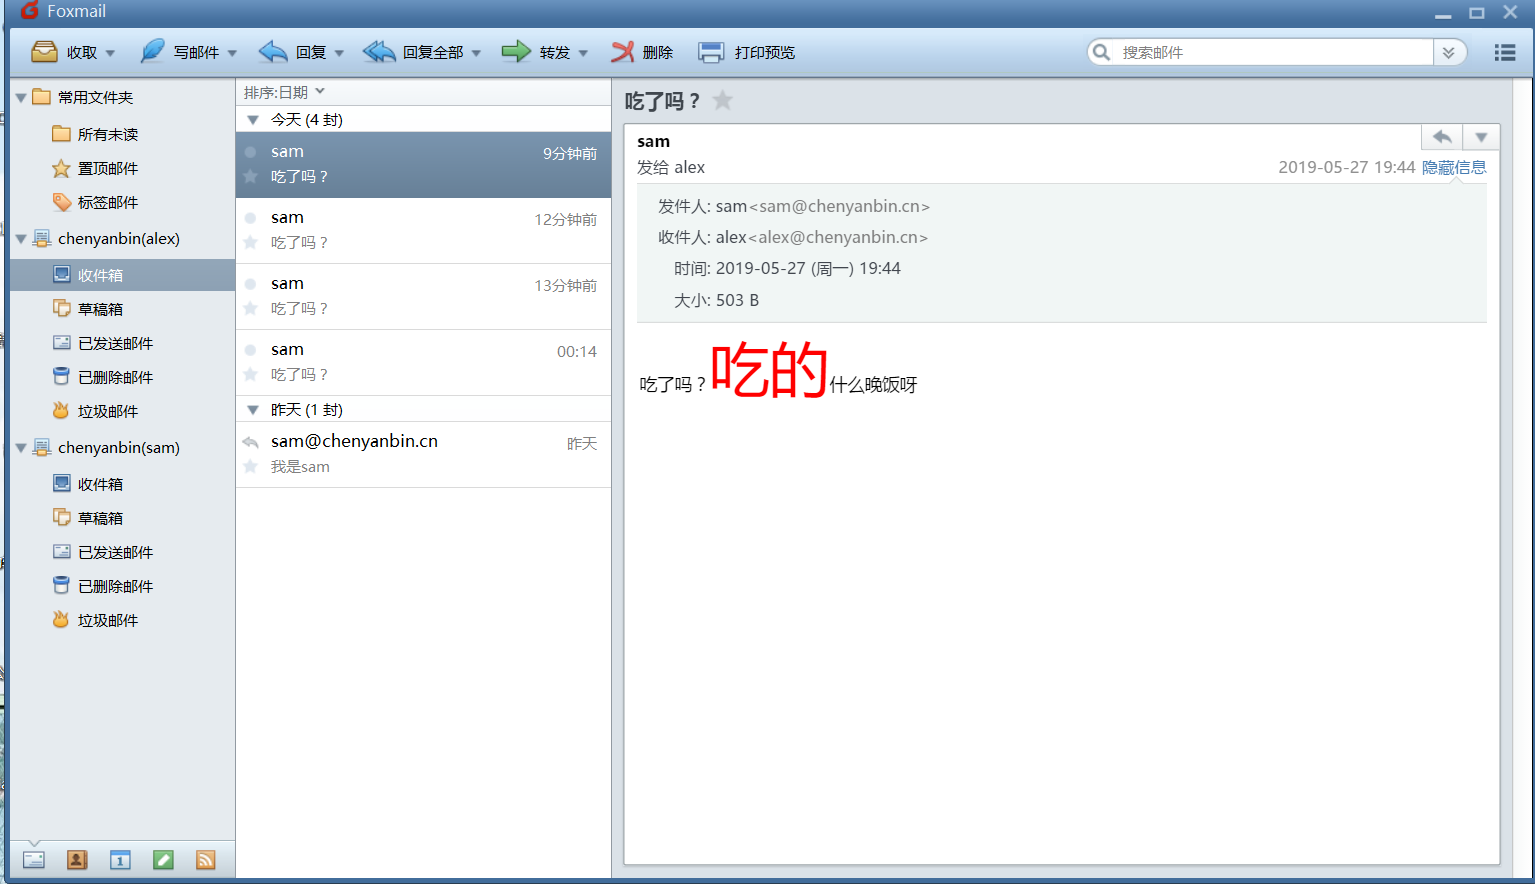 Foxmail
收取 写邮件 回复 回复全部 转发 删除 打印预览 搜索邮件
常用文件夹
所有未读
置顶邮件
标签邮件
chenyanbin(alex)
收件箱
草稿箱
已发送邮件
已删除邮件
垃圾邮件
chenyanbin(sam)
收件箱
草稿箱
已发送邮件
已删除邮件
垃圾邮件
1
排序:日期
今天 (4 封)
sam 9分钟前
吃了吗？
sam 12分钟前
吃了吗？
sam 13分钟前
吃了吗？
sam 00:14
吃了吗？
昨天 (1 封)
sam@chenyanbin.cn 昨天
我是sam
吃了吗？
sam
发给 alex 2019-05-27 19:44 隐藏信息
发件人: sam<sam@chenyanbin.cn>
收件人: alex<alex@chenyanbin.cn>
时间: 2019-05-27 (周一) 19:44
大小: 503 B
吃了吗？吃的什么晚饭呀